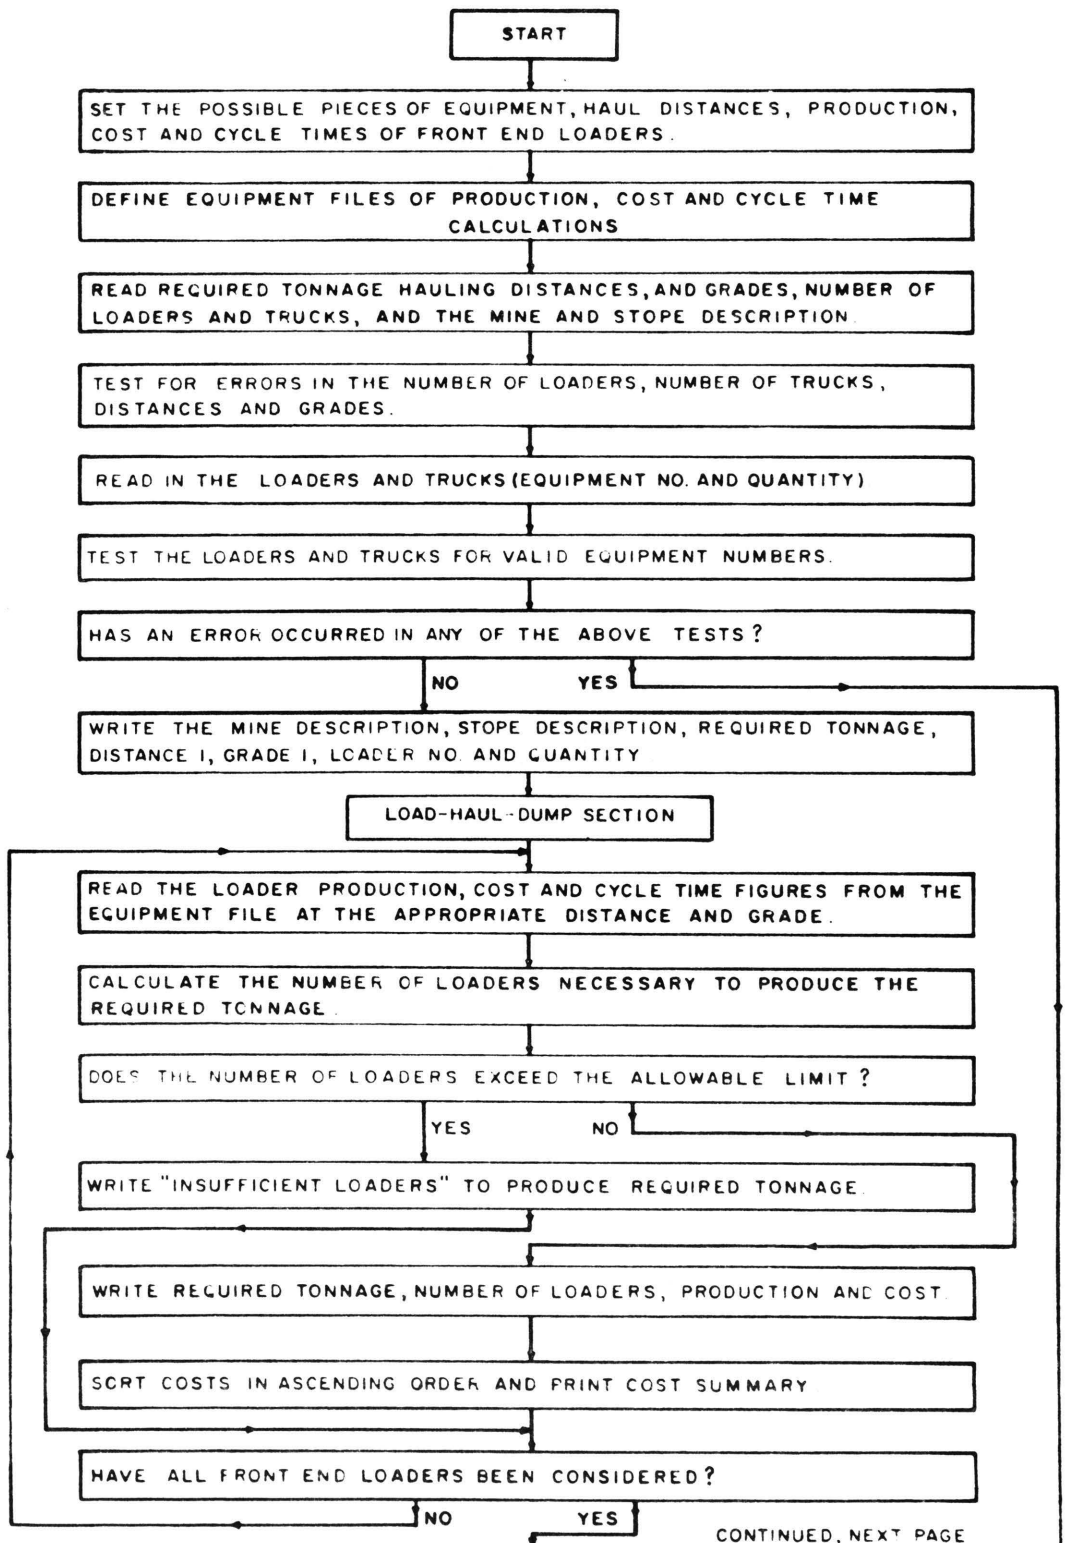 START
SET THE POSSIBLE PIECES OF EQUIPMENT, HAUL DISTANCES, PRODUCTION,
COST AND CYCLE TIMES OF FRONT END LOADERS.
DEFINE EQUIPMENT FILES OF PRODUCTION, COST AND CYCLE TIME
CALCULATIONS
READ REQUIRED TONNAGE HAULING DISTANCES, AND GRADES, NUMBER OF
LOADERS AND TRUCKS, AND THE MINE AND STOPE DESCRIPTION.
TEST FOR ERRORS IN THE NUMBER OF LOADERS, NUMBER OF TRUCKS,
DISTANCES AND GRADES.
READ IN THE LOADERS AND TRUCKS (EQUIPMENT NO. AND QUANTITY)
TEST THE LOADERS AND TRUCKS FOR VALID EQUIPMENT NUMBERS.
HAS AN ERROR OCCURRED IN ANY OF THE ABOVE TESTS?
NO YES
WRITE THE MINE DESCRIPTION, STOPE DESCRIPTION, REQUIRED TONNAGE,
DISTANCE 1, GRADE 1, LOADER NO. AND QUANTITY
LOAD-HAUL-DUMP SECTION
READ THE LOADER PRODUCTION, COST AND CYCLE TIME FIGURES FROM THE
EQUIPMENT FILE AT THE APPROPRIATE DISTANCE AND GRADE.
CALCULATE THE NUMBER OF LOADERS NECESSARY TO PRODUCE THE
REQUIRED TONNAGE.
DOES THE NUMBER OF LOADERS EXCEED THE ALLOWABLE LIMIT?
YES NO
WRITE "INSUFFICIENT LOADERS" TO PRODUCE REQUIRED TONNAGE.
WRITE REQUIRED TONNAGE, NUMBER OF LOADERS, PRODUCTION AND COST.
SORT COSTS IN ASCENDING ORDER AND PRINT COST SUMMARY
HAVE ALL FRONT END LOADERS BEEN CONSIDERED?
NO YES
CONTINUED, NEXT PAGE